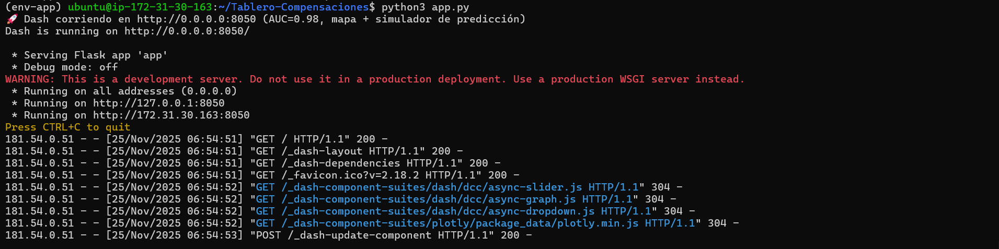 (env-app) ubuntu@ip-172-31-30-163:~/Tablero-Compensaciones$ python3 app.py
🚀 Dash corriendo en http://0.0.0.0:8050 (AUC=0.98, mapa + simulador de predicción)
Dash is running on http://0.0.0.0:8050/
* Serving Flask app 'app'
* Debug mode: off
WARNING: This is a development server. Do not use it in a production deployment. Use a production WSGI server instead.
* Running on all addresses (0.0.0.0)
* Running on http://127.0.0.1:8050
* Running on http://172.31.30.163:8050
Press CTRL+C to quit
181.54.0.51 - - [25/Nov/2025 06:54:51] "GET / HTTP/1.1" 200 -
181.54.0.51 - - [25/Nov/2025 06:54:51] "GET /_dash-layout HTTP/1.1" 200 -
181.54.0.51 - - [25/Nov/2025 06:54:51] "GET /_dash-dependencies HTTP/1.1" 200 -
181.54.0.51 - - [25/Nov/2025 06:54:51] "GET /_favicon.ico?v=2.18.2 HTTP/1.1" 200 -
181.54.0.51 - - [25/Nov/2025 06:54:52] "GET /_dash-component-suites/dash/dcc/async-slider.js HTTP/1.1" 304 -
181.54.0.51 - - [25/Nov/2025 06:54:52] "GET /_dash-component-suites/dash/dcc/async-graph.js HTTP/1.1" 304 -
181.54.0.51 - - [25/Nov/2025 06:54:52] "GET /_dash-component-suites/dash/dcc/async-dropdown.js HTTP/1.1" 304 -
181.54.0.51 - - [25/Nov/2025 06:54:52] "GET /_dash-component-suites/plotly/package_data/plotly.min.js HTTP/1.1" 304 -
181.54.0.51 - - [25/Nov/2025 06:54:53] "POST /_dash-update-component HTTP/1.1" 200 -